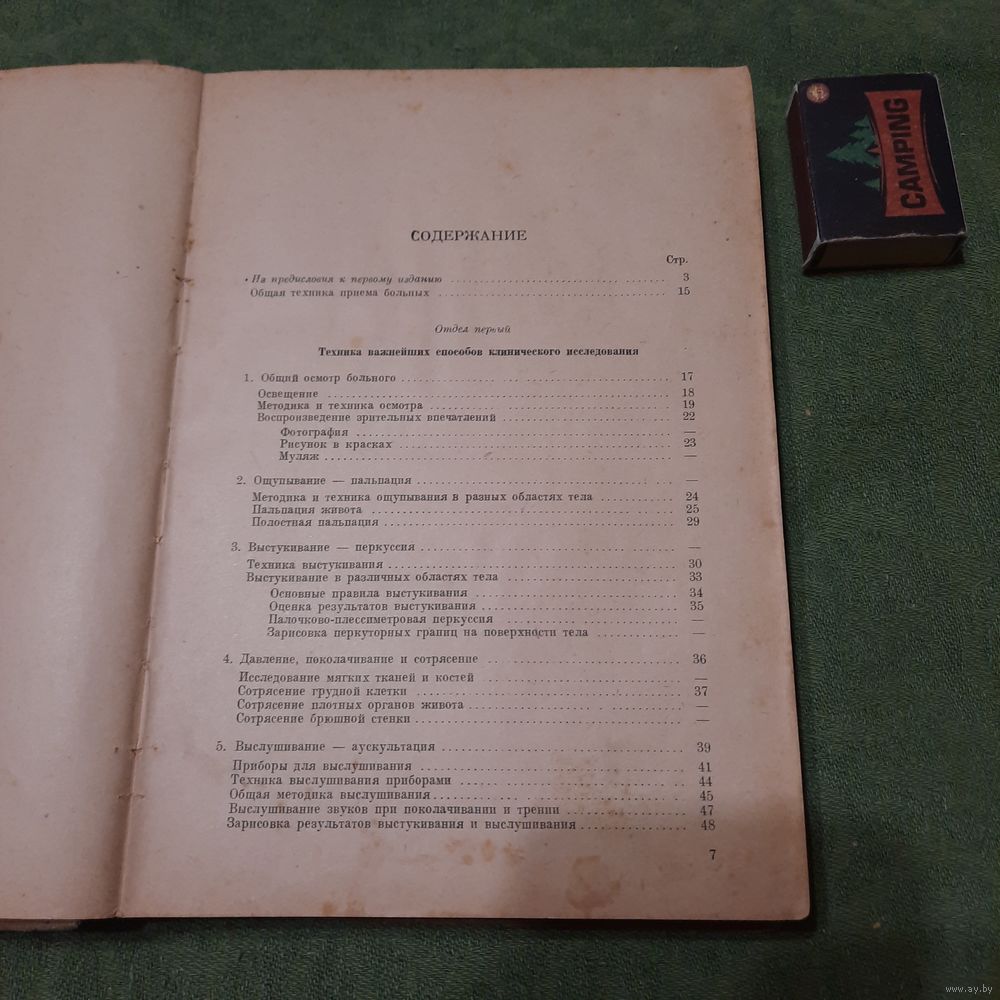 СОДЕРЖАНИЕ
Стр.
Из предисловия к первому изданию 3
Общая техника приема больных 15
Отдел первый
Техника важнейших способов клинического исследования
1. Общий осмотр больного 17
Освещение 18
Методика и техника осмотра 19
Воспроизведение зрительных впечатлений 22
Фотография —
Рисунок в красках 23
Муляж —
2. Ощупывание — пальпация —
Методика и техника ощупывания в разных областях тела 24
Пальпация живота 25
Полостная пальпация 29
3. Выстукивание — перкуссия —
Техника выстукивания 30
Выстукивание в различных областях тела 33
Основные правила выстукивания 34
Оценка результатов выстукивания 35
Палочково-плессиметровая перкуссия —
Зарисовка перкуторных границ на поверхности тела —
4. Давление, поколачивание и сотрясение 36
Исследование мягких тканей и костей —
Сотрясение грудной клетки 37
Сотрясение плотных органов живота —
Сотрясение брюшной стенки —
5. Выслушивание — аускультация 39
Приборы для выслушивания 41
Техника выслушивания приборами 44
Общая методика выслушивания 45
Выслушивание звуков при поколачивании и трении 47
Зарисовка результатов выстукивания и выслушивания 48
7
CAMPING
www.ay.by